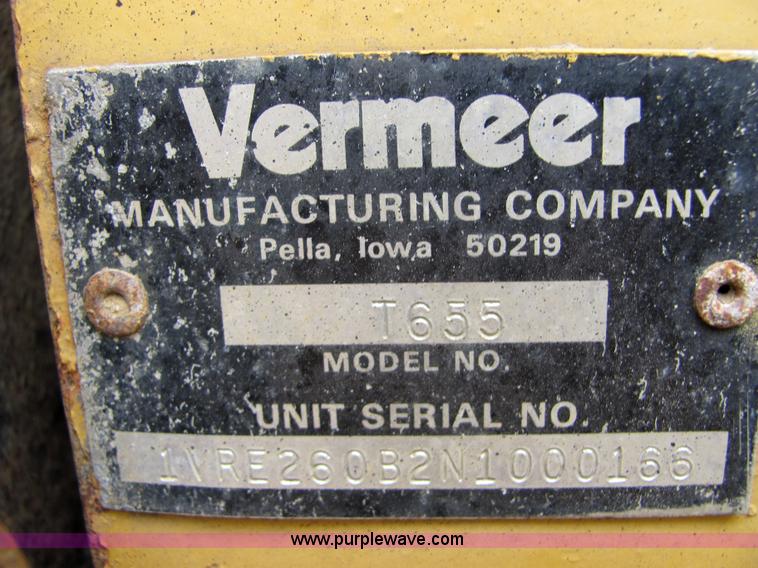 Vermeer
MANUFACTURING COMPANY
Pella, Iowa 50219
T655
MODEL NO.
UNIT SERIAL NO.
1VRE260B2N1000166
www.purplewave.com